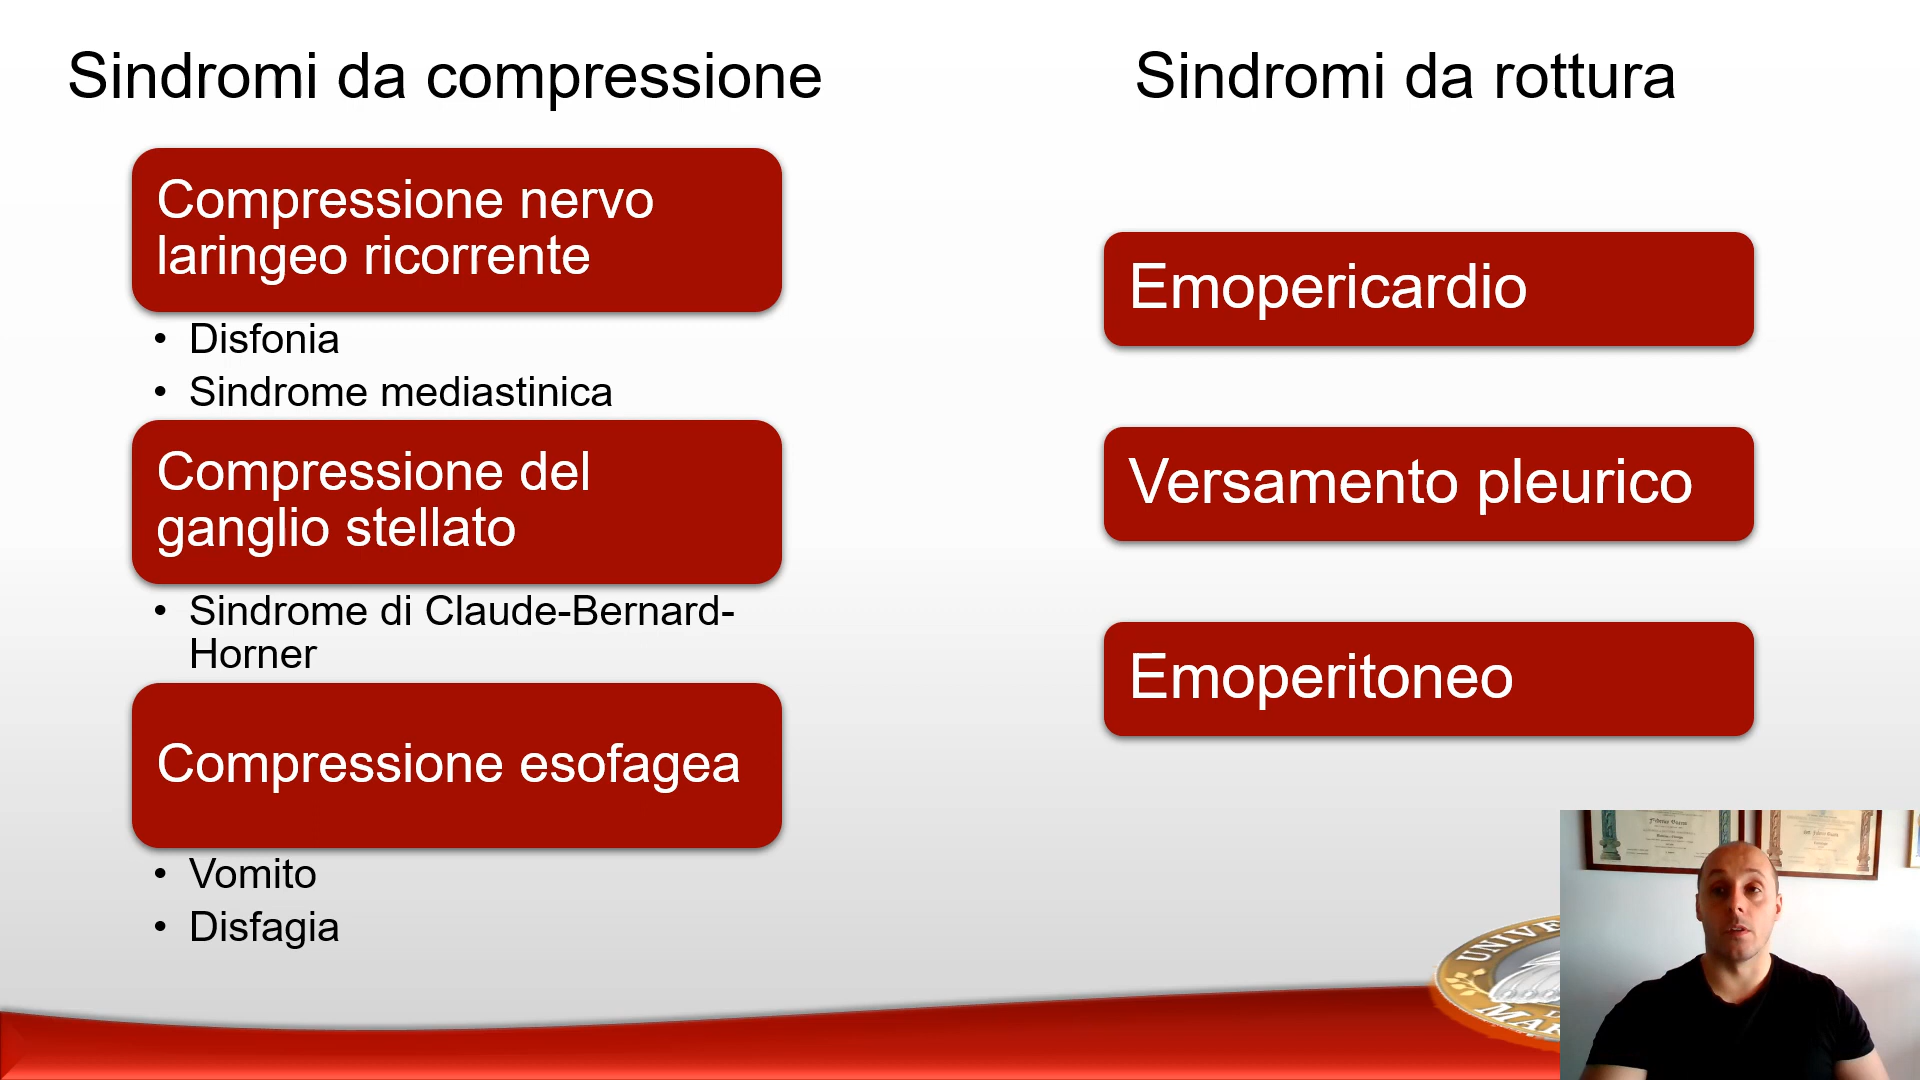 Sindromi da compressione
Compressione nervo
laringeo ricorrente
• Disfonia
• Sindrome mediastinica
Compressione del
ganglio stellato
• Sindrome di Claude-Bernard-
Horner
Compressione esofagea
• Vomito
• Disfagia
Sindromi da rottura
Emopericardio
Versamento pleurico
Emoperitoneo